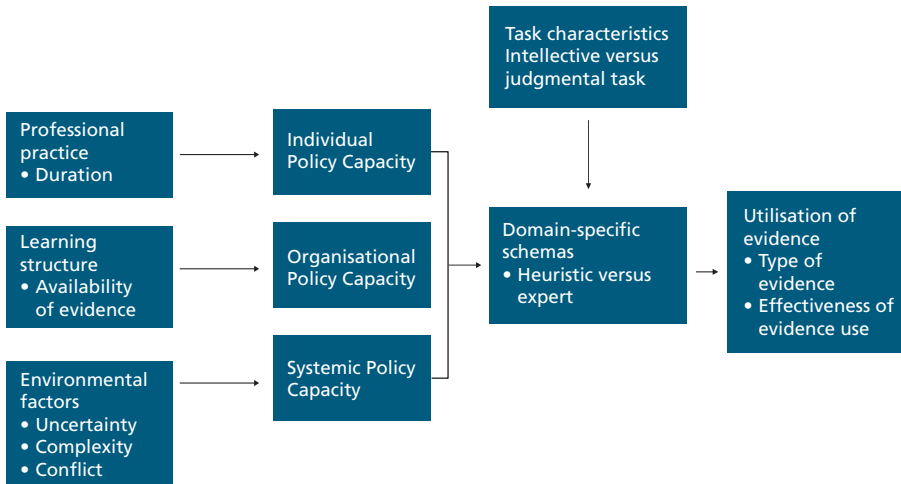 Task characteristics
Intellective versus
judgmental task
Professional
practice
• Duration
Individual
Policy Capacity
Learning
structure
• Availability
of evidence
Organisational
Policy Capacity
Domain-specific
schemas
• Heuristic versus
expert
Utilisation of
evidence
• Type of
evidence
• Effectiveness of
evidence use
Environmental
factors
• Uncertainty
• Complexity
• Conflict
Systemic Policy
Capacity